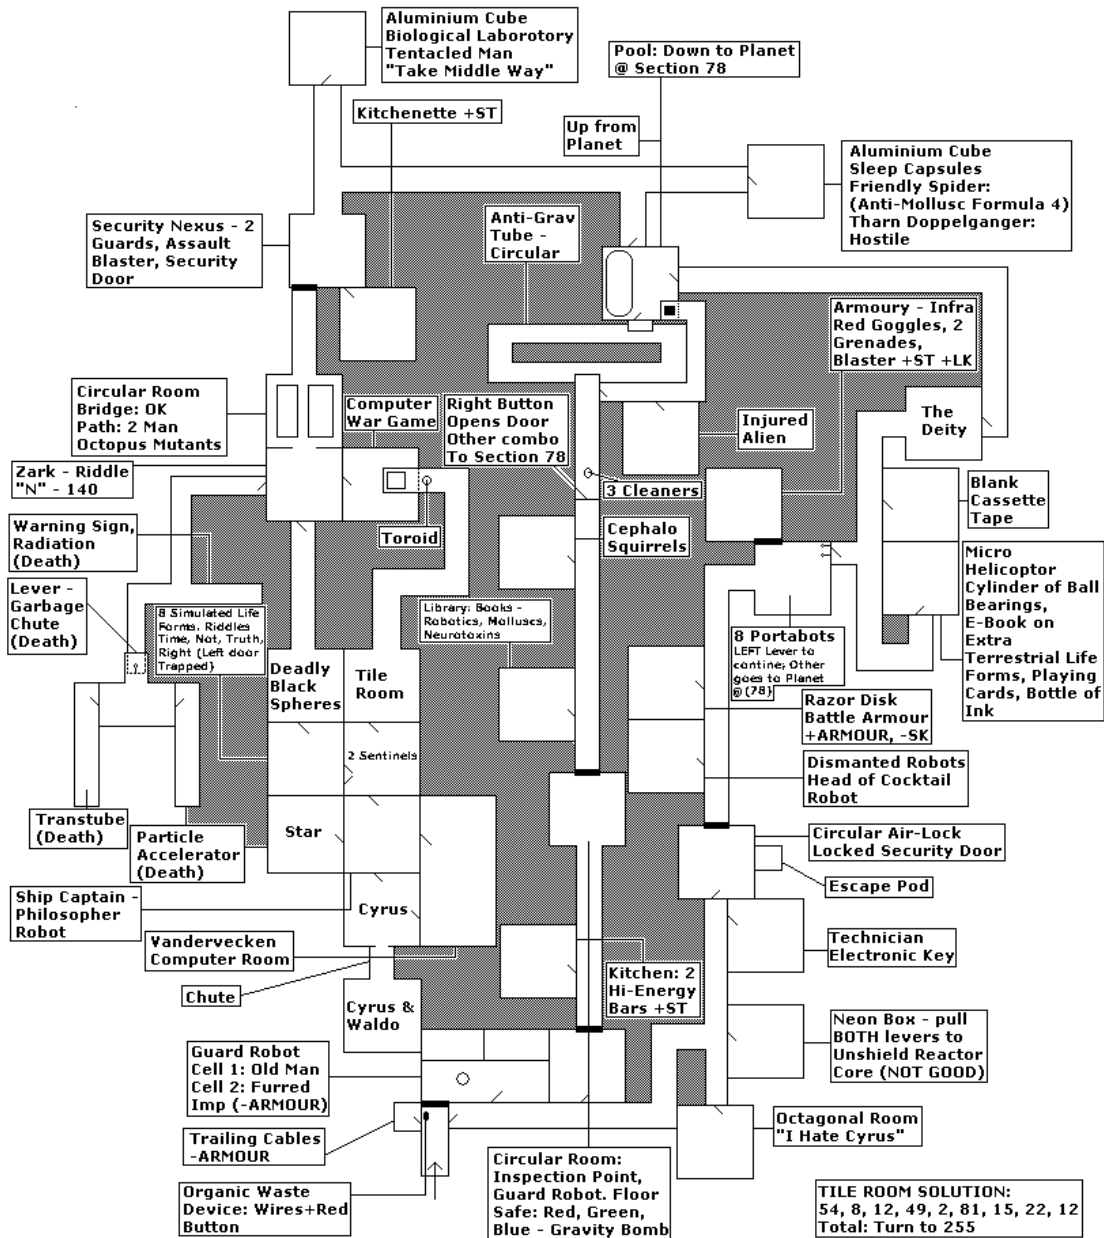 Aluminium Cube
Biological Laborotory
Tentacled Man
"Take Middle Way"
Pool: Down to Planet
@ Section 78
Kitchenette +ST
Up from
Planet
Aluminium Cube
Sleep Capsules
Friendly Spider:
(Anti-Mollusc Formula 4)
Tharn Doppelganger:
Hostile
Security Nexus - 2
Guards, Assault
Blaster, Security
Door
Anti-Grav
Tube -
Circular
Armoury - Infra
Red Goggles, 2
Grenades,
Blaster +ST +LK
Circular Room
Bridge: OK
Path: 2 Man
Octopus Mutants
Computer
War Game
Right Button
Opens Door
Other combo
To Section 78
Injured
Alien
The
Deity
Zark - Riddle
"N" - 140
3 Cleaners
Blank
Cassette
Tape
Warning Sign,
Radiation
(Death)
Toroid
Cephalo
Squirrels
Micro
Helicoptor
Cylinder of Ball
Bearings,
E-Book on
Extra
Terrestrial Life
Forms, Playing
Cards, Bottle of
Ink
Lever -
Garbage
Chute
(Death)
8 Simulated Life
Forms. Riddles
Time, Not, Truth,
Right (Left door
Trapped)
Library: Books -
Robotics, Molluscs,
Neurotoxins
8 Portabots
LEFT Lever to
contine; Other
goes to Planet
@ (78)
Deadly
Black
Spheres
Tile
Room
Razor Disk
Battle Armour
+ARMOUR, -SK
2 Sentinels
Dismanted Robots
Head of Cocktail
Robot
Transtube
(Death)
Particle
Accelerator
(Death)
Star
Circular Air-Lock
Locked Security Door
Escape Pod
Ship Captain -
Philosopher
Robot
Cyrus
Vandervecken
Computer Room
Technician
Electronic Key
Chute
Kitchen: 2
Hi-Energy
Bars +ST
Cyrus &
Waldo
Neon Box - pull
BOTH levers to
Unshield Reactor
Core (NOT GOOD)
Guard Robot
Cell 1: Old Man
Cell 2: Furred
Imp (-ARMOUR)
Octagonal Room
"I Hate Cyrus"
Trailing Cables
-ARMOUR
Circular Room:
Inspection Point,
Guard Robot. Floor
Safe: Red, Green,
Blue - Gravity Bomb
Organic Waste
Device: Wires+Red
Button
TILE ROOM SOLUTION:
54, 8, 12, 49, 2, 81, 15, 22, 12
Total: Turn to 255